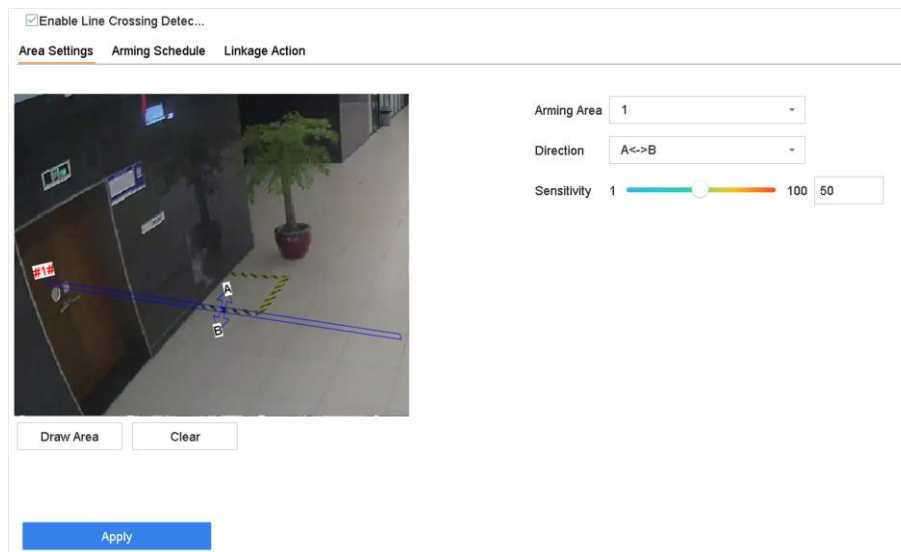 Enable Line Crossing Detec...
Area Settings Arming Schedule Linkage Action
Arming Area 1
Direction A<->B
Sensitivity 1 100 50
#1#
A
B
Draw Area Clear
Apply